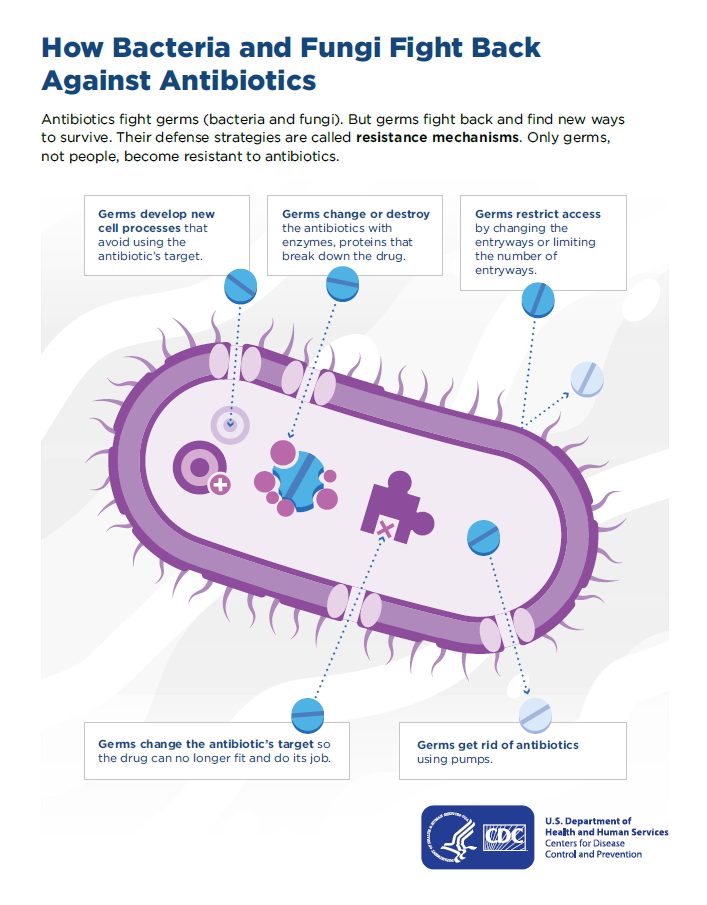 How Bacteria and Fungi Fight Back
Against Antibiotics
Antibiotics fight germs (bacteria and fungi). But germs fight back and find new ways
to survive. Their defense strategies are called resistance mechanisms. Only germs,
not people, become resistant to antibiotics.
Germs develop new
cell processes that
avoid using the
antibiotic's target.
Germs change or destroy
the antibiotics with
enzymes, proteins that
break down the drug.
Germs restrict access
by changing the
entryways or limiting
the number of
entryways.
Germs change the antibiotic's target so
the drug can no longer fit and do its job.
Germs get rid of antibiotics
using pumps.
CDC
U.S. Department of
Health and Human Services
Centers for Disease
Control and Prevention